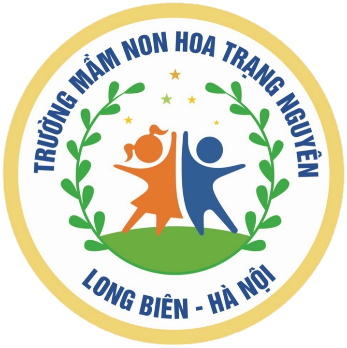 TRƯỜNG MẦM NON HOA TRẠNG NGUYÊN
LONG BIÊN - HÀ NỘI